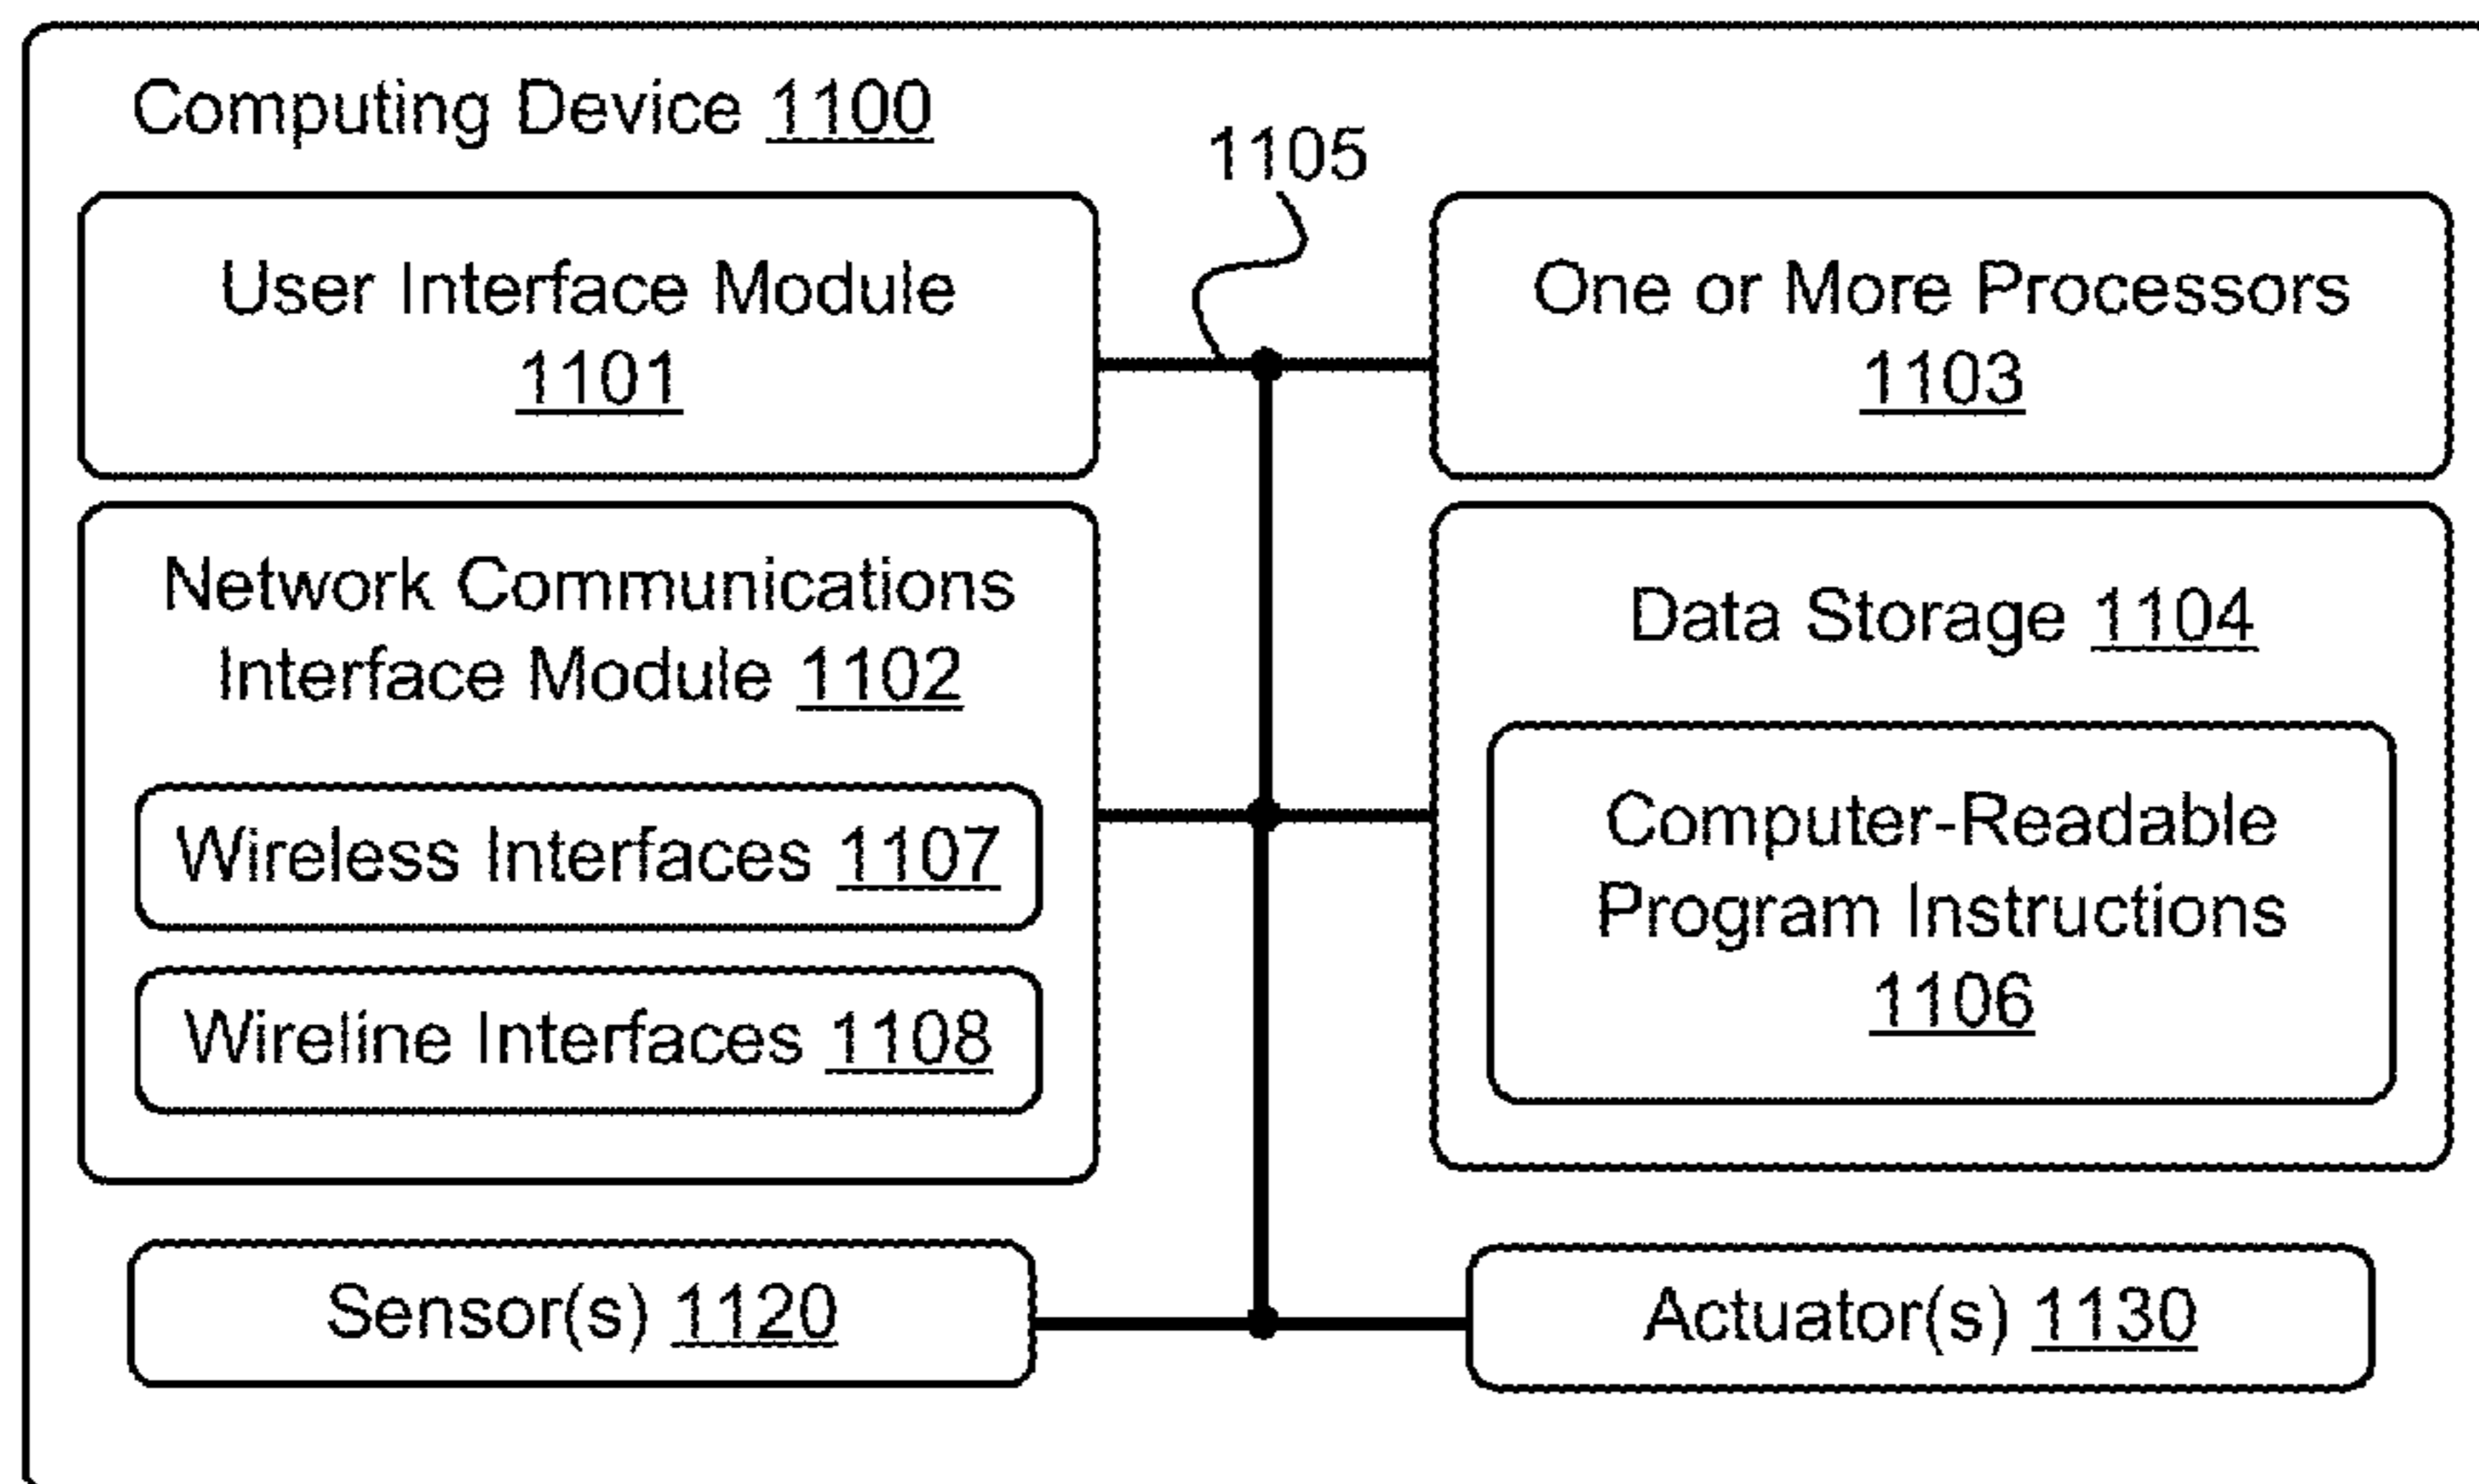 Computing Device 1100
1105
User Interface Module
1101
One or More Processors
1103
Network Communications
Interface Module 1102
Wireless Interfaces 1107
Wireline Interfaces 1108
Data Storage 1104
Computer-Readable
Program Instructions
1106
Sensor(s) 1120
Actuator(s) 1130